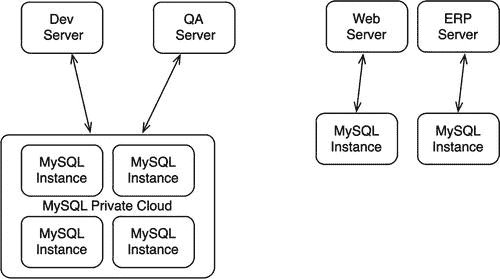 Dev
Server
QA
Server
Web
Server
ERP
Server
MySQL
Instance
MySQL
Instance
MySQL Private Cloud
MySQL
Instance
MySQL
Instance
MySQL
Instance
MySQL
Instance